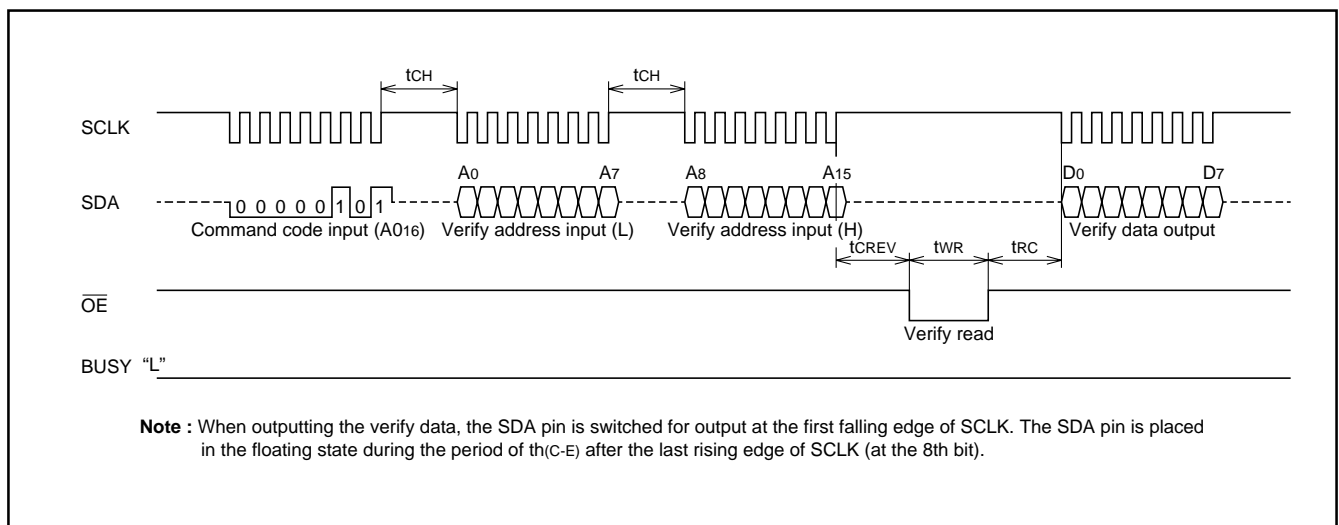 tCH
tCH
SCLK
A0
A7
A8
A15
D0
D7
SDA
0 0 0 0 0 1 0 1
Command code input (A016)
Verify address input (L)
Verify address input (H)
Verify data output
tCREV
tWR
tRC
OE
Verify read
BUSY “L”
Note : When outputting the verify data, the SDA pin is switched for output at the first falling edge of SCLK. The SDA pin is placed
in the floating state during the period of th(C-E) after the last rising edge of SCLK (at the 8th bit).